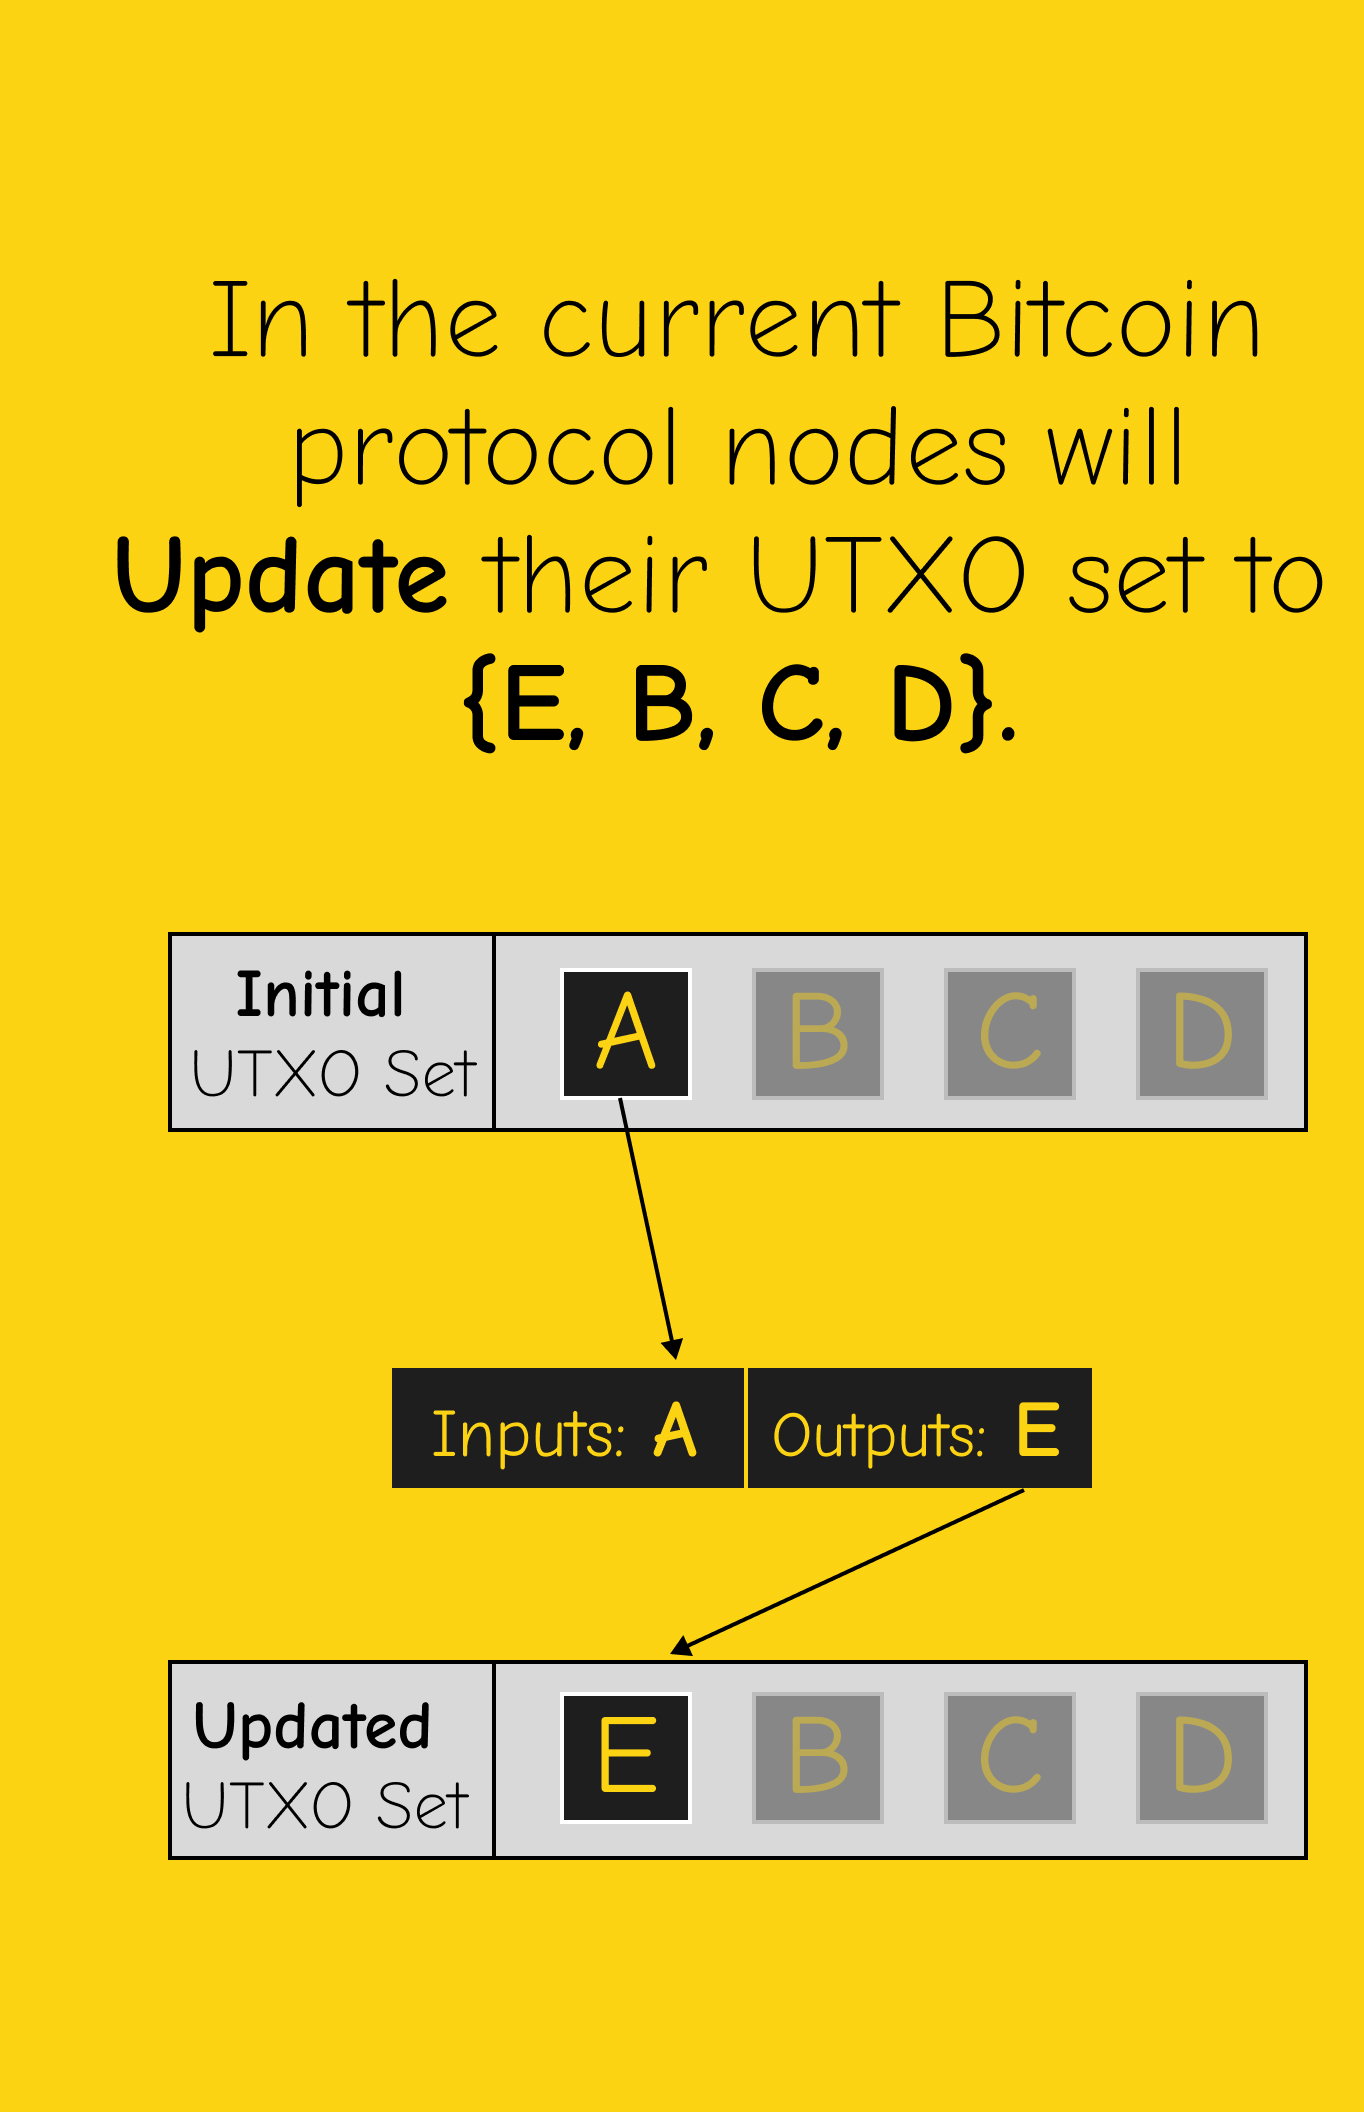 In the current Bitcoin
protocol nodes will
Update their UTXO set to
{E, B, C, D}.
Initial
UTXO Set
A B C D
Inputs: A Outputs: E
Updated
UTXO Set
E B C D